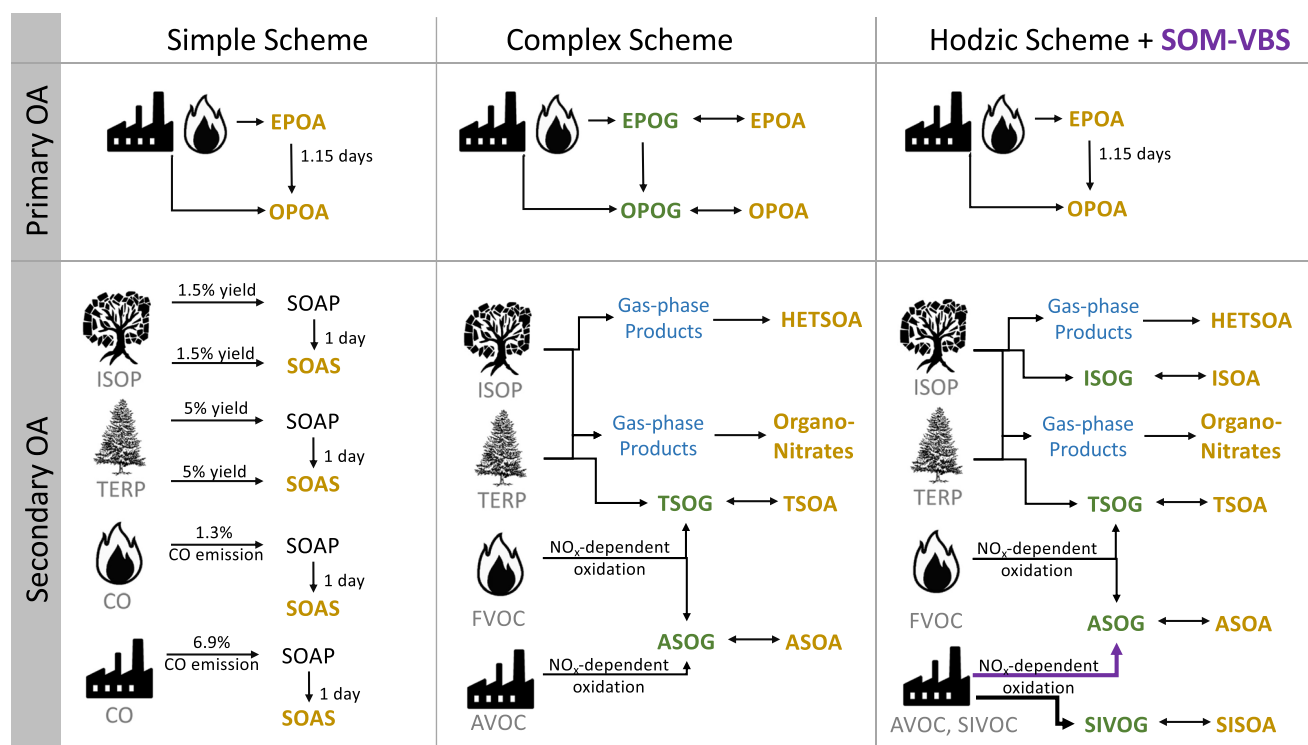 Simple Scheme
Complex Scheme
Hodzic Scheme + SOM-VBS
Primary OA
EPOA
1.15 days
OPOA
EPOG
EPOA
OPOG
OPOA
EPOA
1.15 days
OPOA
Secondary OA
1.5% yield
SOAP
1 day
1.5% yield
SOAS
ISOP
5% yield
SOAP
1 day
5% yield
SOAS
TERP
1.3%
CO emission
SOAP
1 day
SOAS
CO
6.9%
CO emission
SOAP
1 day
SOAS
CO
Gas-phase
Products
HETSOA
ISOP
Gas-phase
Products
Organo-
Nitrates
TERP
TSOG
TSOA
NOx-dependent
oxidation
FVOC
ASOG
ASOA
NOx-dependent
oxidation
AVOC
Gas-phase
Products
HETSOA
ISOP
ISOG
ISOA
Gas-phase
Products
Organo-
Nitrates
TERP
TSOG
TSOA
NOx-dependent
oxidation
FVOC
ASOG
ASOA
NOx-dependent
oxidation
AVOC, SIVOC
SIVOG
SISOA